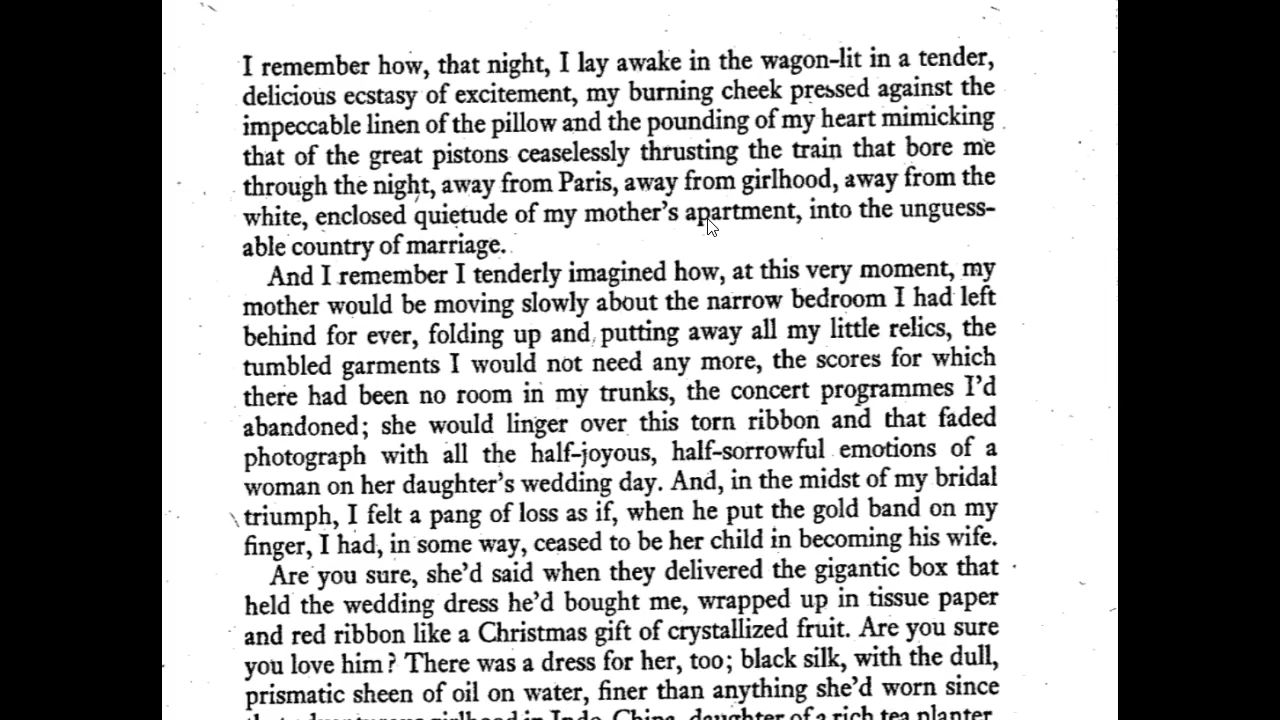 I remember how, that night, I lay awake in the wagon-lit in a tender,
delicious ecstasy of excitement, my burning cheek pressed against the
impeccable linen of the pillow and the pounding of my heart mimicking
that of the great pistons ceaselessly thrusting the train that bore me
through the night, away from Paris, away from girlhood, away from the
white, enclosed quietude of my mother's apartment, into the unguess-
able country of marriage.
And I remember I tenderly imagined how, at this very moment, my
mother would be moving slowly about the narrow bedroom I had left
behind for ever, folding up and putting away all my little relics, the
tumbled garments I would not need any more, the scores for which
there had been no room in my trunks, the concert programmes I'd
abandoned; she would linger over this torn ribbon and that faded
photograph with all the half-joyous, half-sorrowful emotions of a
woman on her daughter's wedding day. And, in the midst of my bridal
triumph, I felt a pang of loss as if, when he put the gold band on my
finger, I had, in some way, ceased to be her child in becoming his wife.
Are you sure, she'd said when they delivered the gigantic box that
held the wedding dress he'd bought me, wrapped up in tissue paper
and red ribbon like a Christmas gift of crystallized fruit. Are you sure
you love him? There was a dress for her, too; black silk, with the dull,
prismatic sheen of oil on water, finer than anything she'd worn since
that adventurous girlhood in Indo-China, daughter of a rich tea planter.